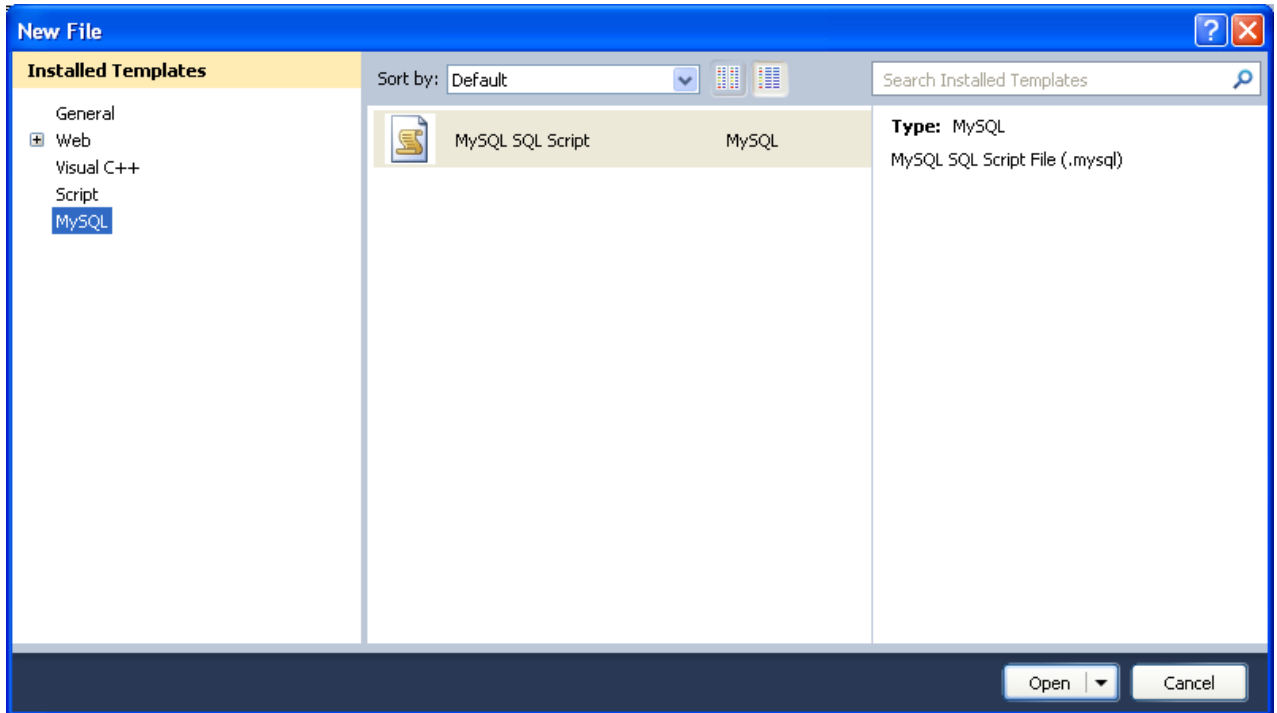 New File
Installed Templates
General
Web
Visual C++
Script
MySQL
Sort by: Default
MySQL SQL Script MySQL
Search Installed Templates
Type: MySQL
MySQL SQL Script File (.mysql)
Open
Cancel